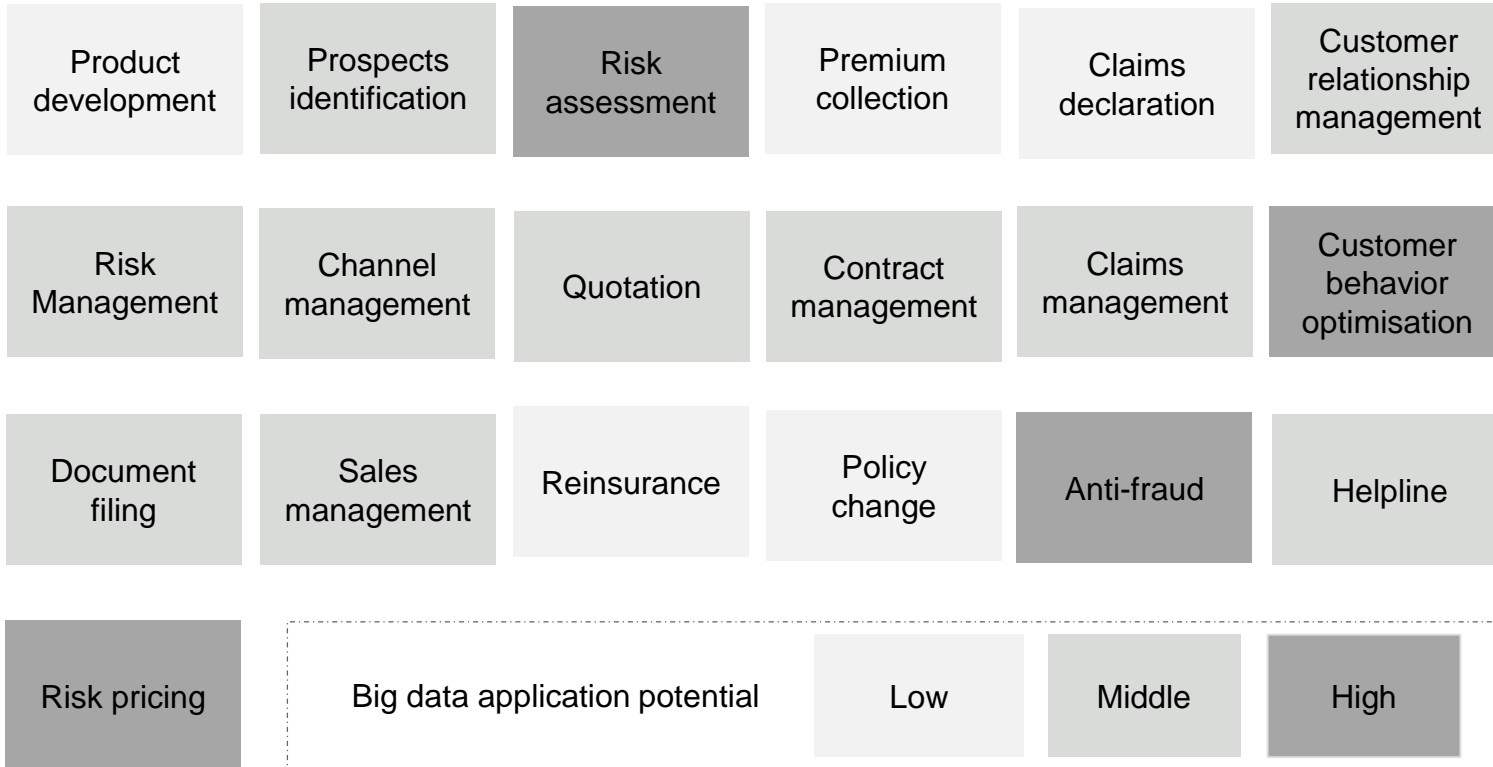 Product
development
Prospects
identification
Risk
assessment
Premium
collection
Claims
declaration
Customer
relationship
management
Risk
Management
Channel
management
Quotation
Contract
management
Claims
management
Customer
behavior
optimisation
Document
filing
Sales
management
Reinsurance
Policy
change
Anti-fraud
Helpline
Risk pricing
Big data application potential
Low
Middle
High